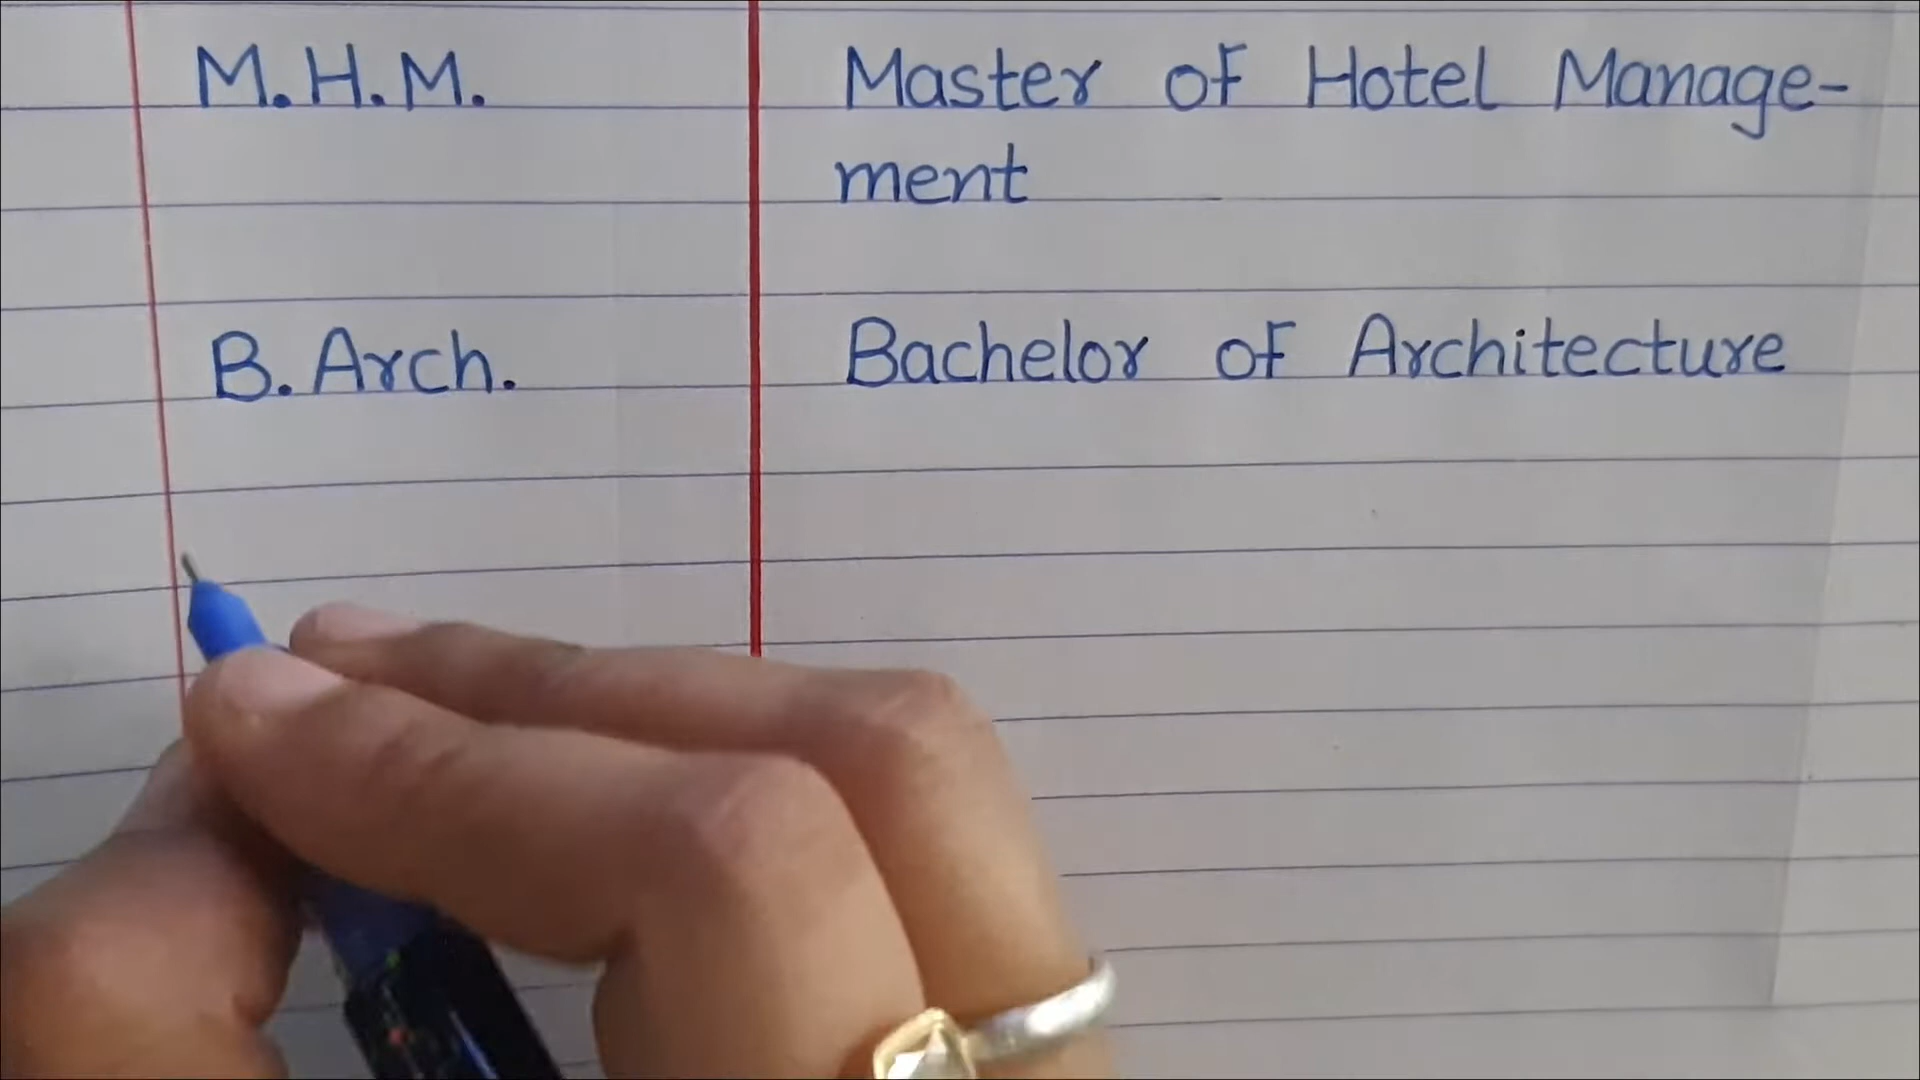 M.H.M. Master of Hotel Manage-
ment
B. Arch. Bachelor of Architecture